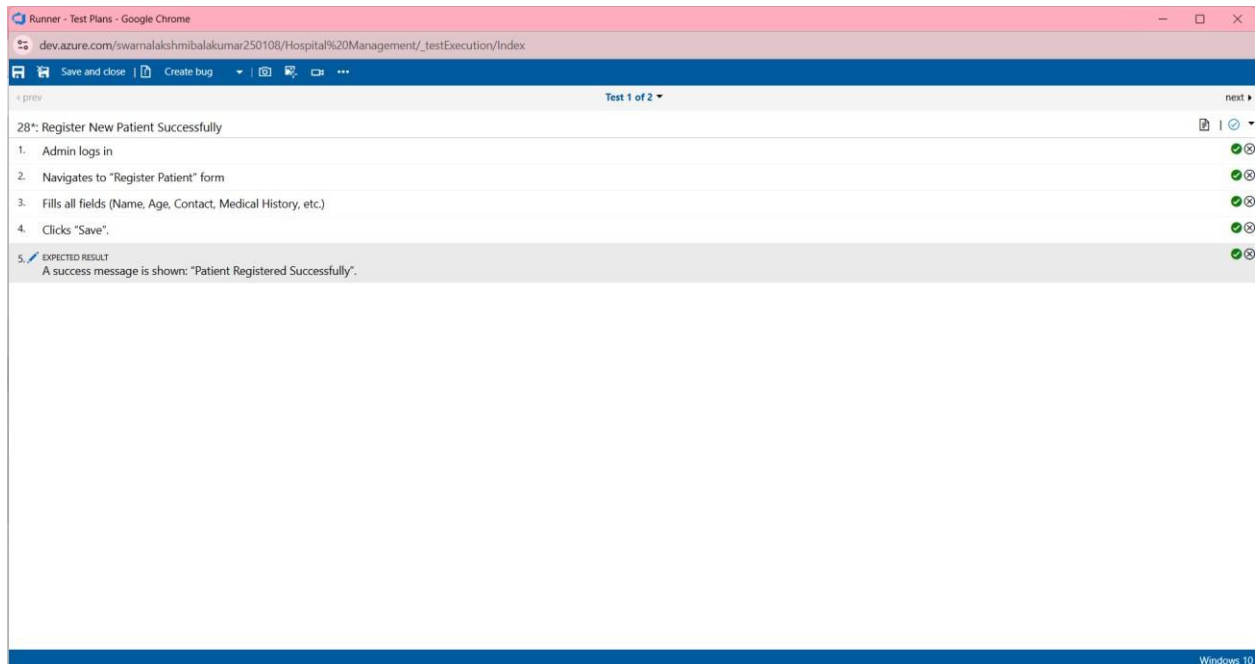 Runner - Test Plans - Google Chrome
dev.azure.com/swarnalakshmibalakumar250108/Hospital%20Management/_testExecution/Index
Save and close | Create bug
prev Test 1 of 2 next
28*: Register New Patient Successfully
1. Admin logs in
2. Navigates to “Register Patient” form
3. Fills all fields (Name, Age, Contact, Medical History, etc.)
4. Clicks “Save”.
5. EXPECTED RESULT
A success message is shown: “Patient Registered Successfully”.
Windows 10